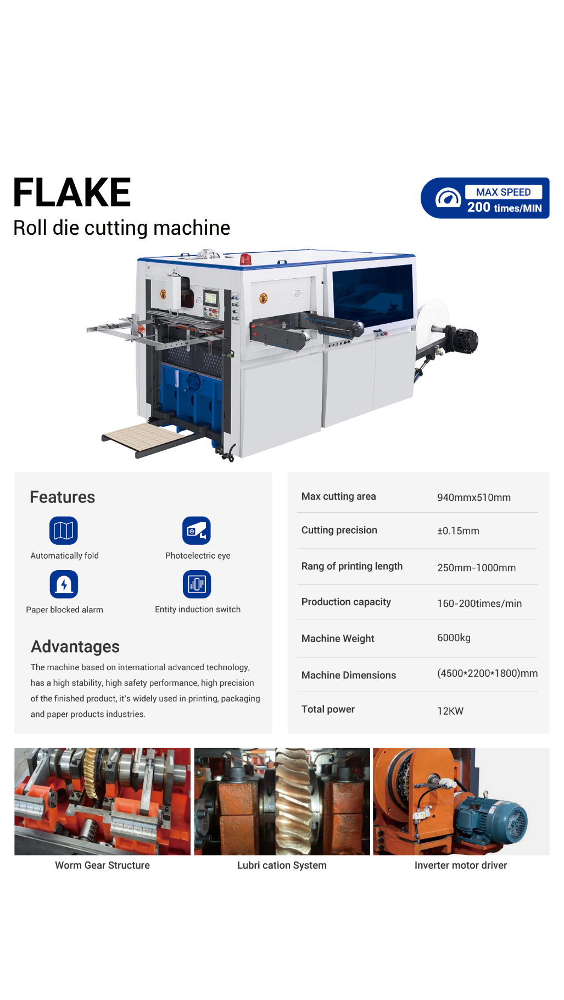 FLAKE
Roll die cutting machine
MAX SPEED
200 times/MIN
Features
Automatically fold
Photoelectric eye
Paper blocked alarm
Entity induction switch
Advantages
The machine based on international advanced technology,
has a high stability, high safety performance, high precision
of the finished product, it's widely used in printing, packaging
and paper products industries.
Max cutting area 940mmx510mm
Cutting precision ±0.15mm
Rang of printing length 250mm-1000mm
Production capacity 160-200times/min
Machine Weight 6000kg
Machine Dimensions (4500*2200*1800)mm
Total power 12KW
Worm Gear Structure
Lubri cation System
Inverter motor driver